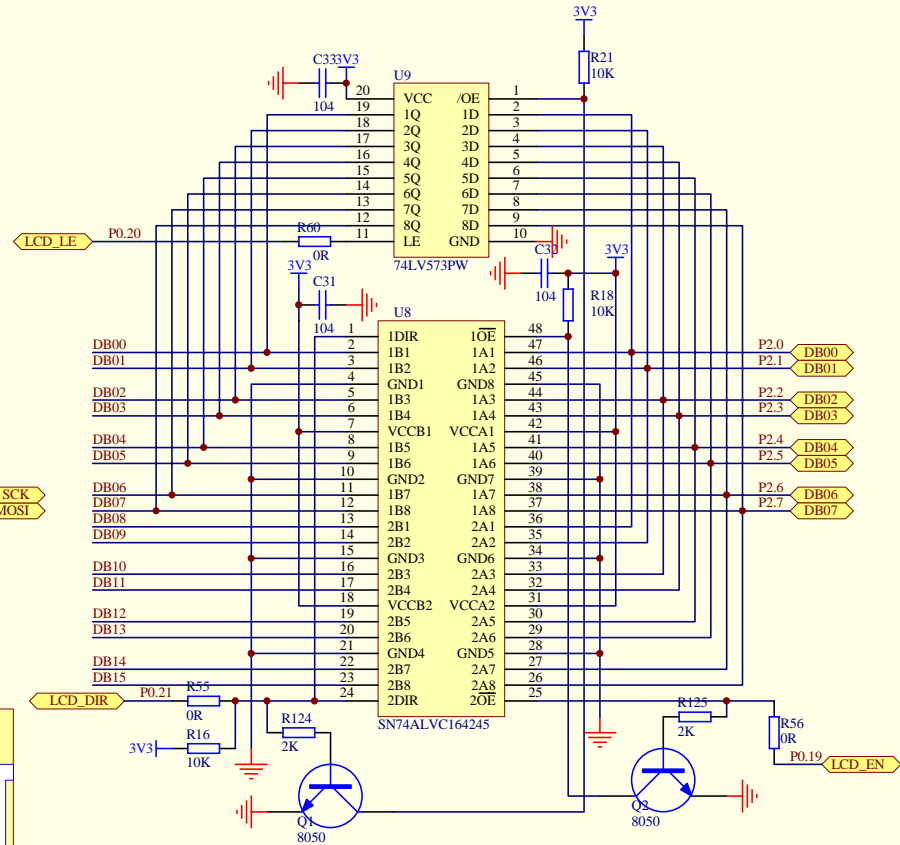 3V3
R21
10K
C33
3V3
104
U9
20 VCC /OE 1
19 1Q 1D 2
18 2Q 2D 3
17 3Q 3D 4
16 4Q 4D 5
15 5Q 5D 6
14 6Q 6D 7
13 7Q 7D 8
12 8Q 8D 9
11 LE GND 10
74LV573PW
LCD_LE P0.20
R60
0R
3V3
C31
104
C32
104
3V3
R18
10K
U8
1 1DIR 1OE 48
DB00 2 1B1 1A1 47 P2.0 DB00
DB01 3 1B2 1A2 46 P2.1 DB01
4 GND1 GND8 45
DB02 5 1B3 1A3 44 P2.2 DB02
DB03 6 1B4 1A4 43 P2.3 DB03
7 VCCB1 VCCA1 42
DB04 8 1B5 1A5 41 P2.4 DB04
DB05 9 1B6 1A6 40 P2.5 DB05
10 GND2 GND7 39
SCK DB06 11 1B7 1A7 38 P2.6 DB06
MOSI DB07 12 1B8 1A8 37 P2.7 DB07
DB08 13 2B1 2A1 36
DB09 14 2B2 2A2 35
15 GND3 GND6 34
DB10 16 2B3 2A3 33
DB11 17 2B4 2A4 32
18 VCCB2 VCCA2 31
DB12 19 2B5 2A5 30
DB13 20 2B6 2A6 29
21 GND4 GND5 28
DB14 22 2B7 2A7 27
DB15 23 2B8 2A8 26
24 2DIR 2OE 25
SN74ALVC164245
LCD_DIR P0.21
R55
0R
3V3
R16
10K
R124
2K
Q1
8050
R125
2K
R56
0R
P0.19 LCD_EN
Q2
8050